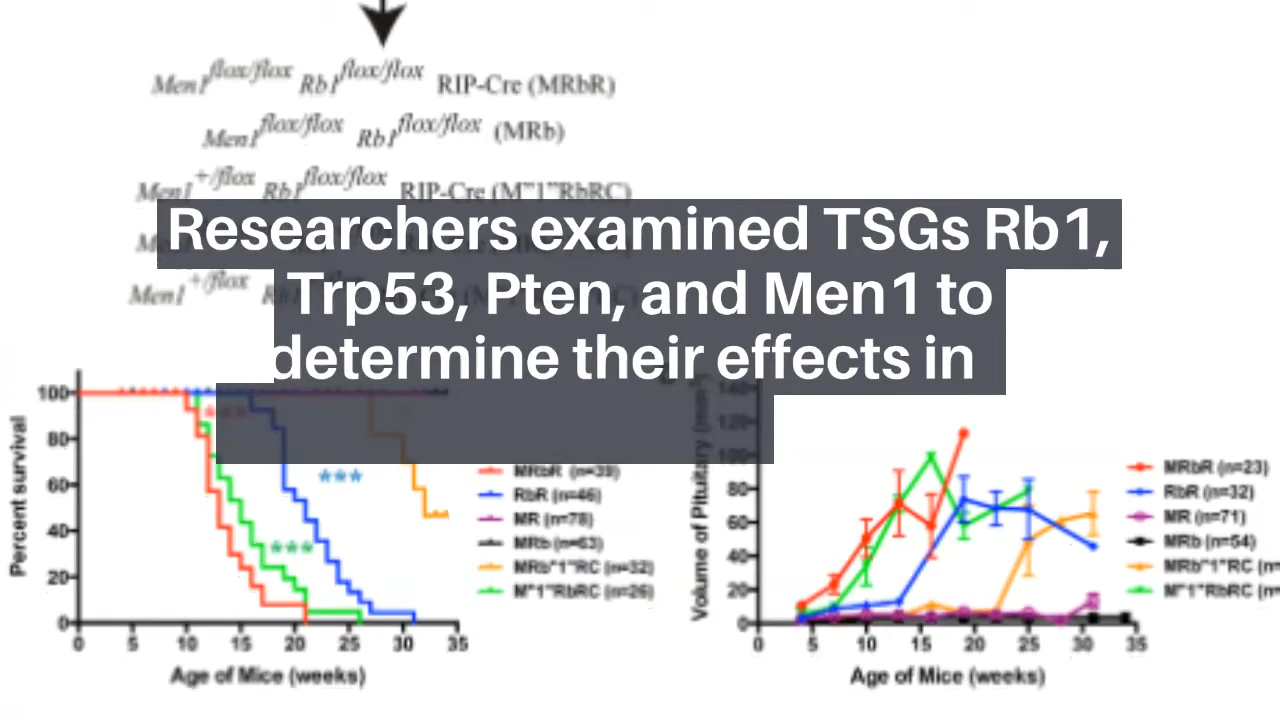 Men1flox/flox Rb1flox/flox RIP-Cre (MRbR)
Men1flox/flox Rb1flox/flox (MRb)
Men1+/flox Rb1flox/flox RIP-Cre (M"1"RbRC)
Researchers examined TSGs Rb1,
Trp53, Pten, and Men1 to
determine their effects in
Men1+/flox
Percent survival
100
80
60
40
20
0
***
***
***
0 5 10 15 20 25 30 35
Age of Mice (weeks)
MRbR (n=39)
RbR (n=46)
MR (n=78)
MRb (n=63)
MRb"1"RC (n=32)
M"1"RbRC (n=26)
Volume of Pituitary (mm³)
140
120
100
80
60
40
20
0
0 5 10 15 20 25 30 35
Age of Mice (weeks)
MRbR (n=23)
RbR (n=32)
MR (n=71)
MRb (n=54)
MRb"1"RC (n=
M"1"RbRC (n=